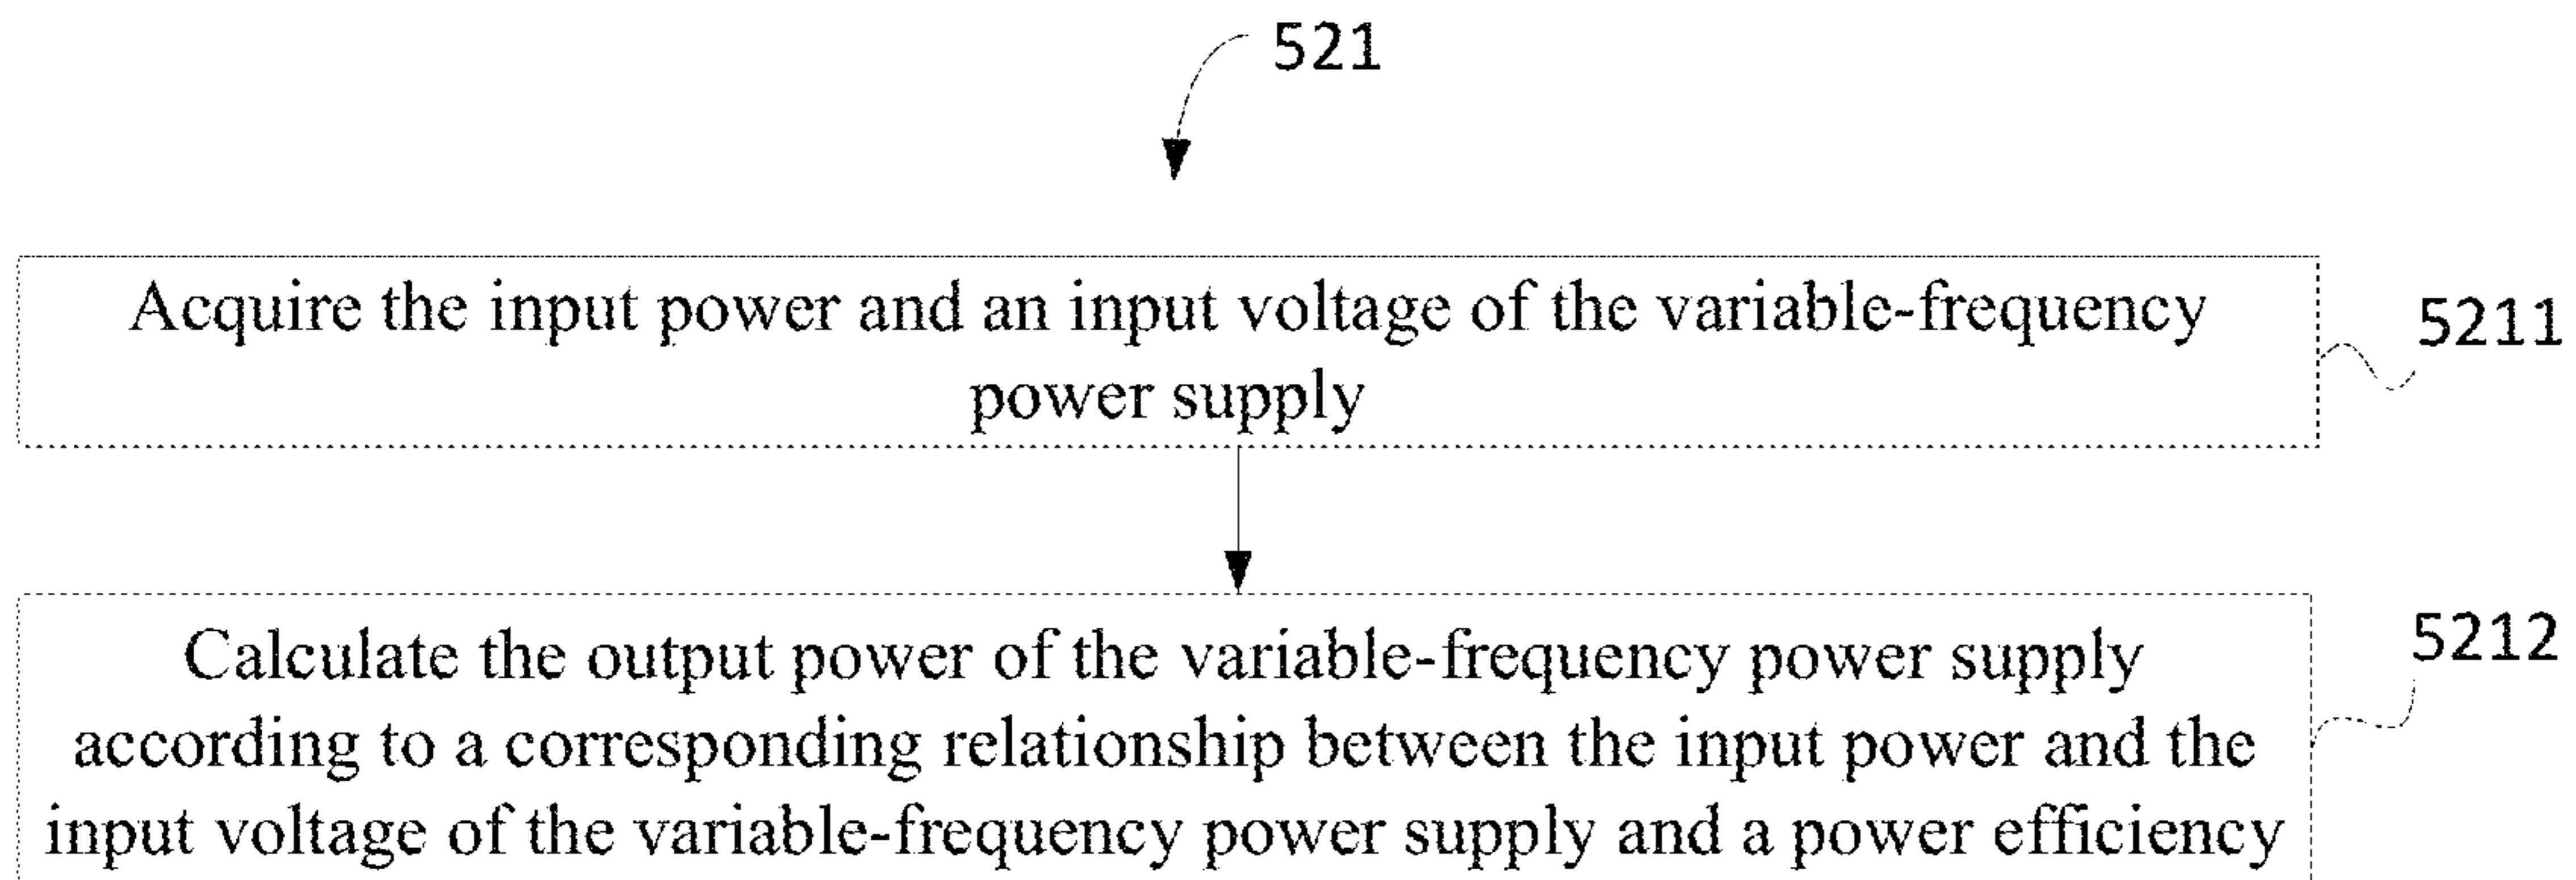 521
Acquire the input power and an input voltage of the variable-frequency
power supply
5211
Calculate the output power of the variable-frequency power supply
according to a corresponding relationship between the input power and the
input voltage of the variable-frequency power supply and a power efficiency
5212